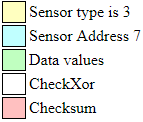 Sensor type is 3
Sensor Address 7
Data values
CheckXor
Checksum